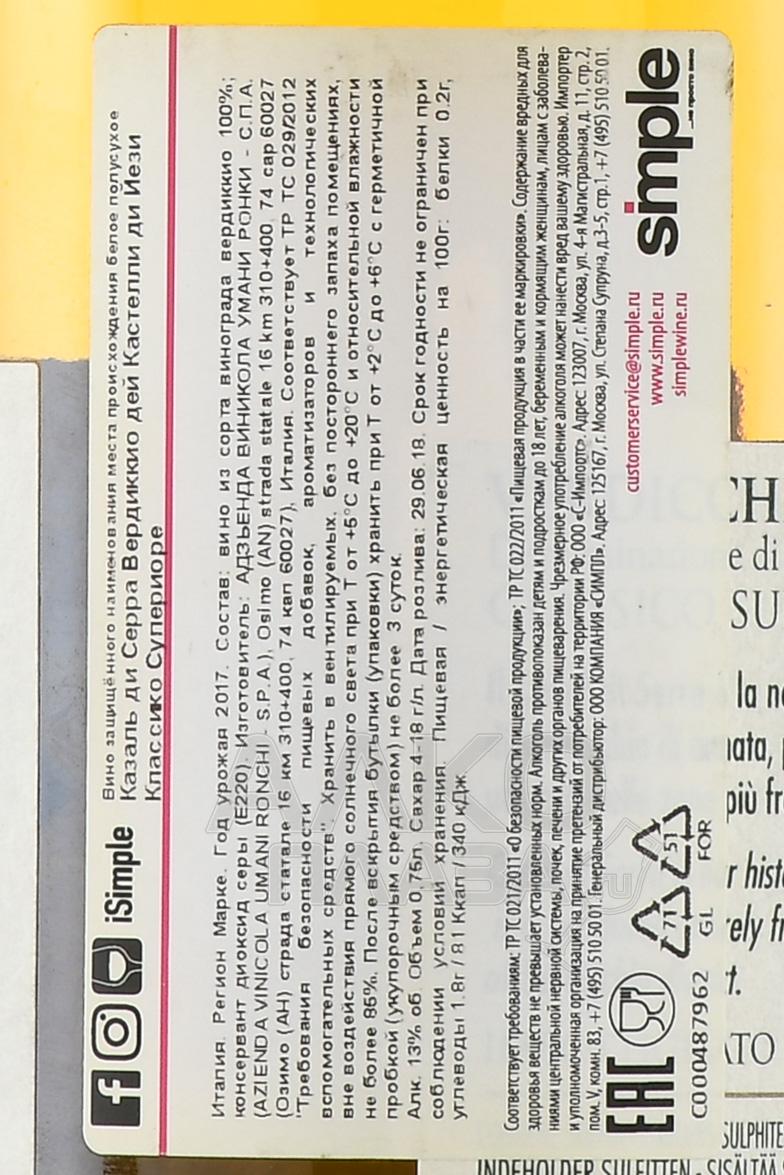 iSimple
Вино защищённого наименования места происхождения белое полусухое
Казаль ди Серра Вердиккио дей Кастелли ди Йези
Классико Супериоре
Италия. Регион Марке. Год урожая 2017. Состав: вино из сорта винограда вердиккио 100%;
консервант диоксид серы (E220). Изготовитель: АДЗЬЕНДА ВИНИКОЛА УМАНИ РОНКИ - С.П.А.
(AZIENDA VINICOLA UMANI RONCHI - S.P.A.), Osimo (AN) strada statale 16 km 310+400, 74 cap 60027
(Озимо (АН) страда статале 16 км 310+400, 74 кап 60027), Италия. Соответствует ТР ТС 029/2012
"Требования безопасности пищевых добавок, ароматизаторов и технологических
вспомогательных средств". Хранить в вентилируемых, без постороннего запаха помещениях,
вне воздействия прямого солнечного света при Т от +5°С до +20°С и относительной влажности
не более 85%. После вскрытия бутылки (упаковки) хранить при Т от +2°С до +6°С с герметичной
пробкой (укупорочным средством) не более 3 суток.
Алк. 13% об. Объем 0,75л. Сахар 4-18 г/л. Дата розлива: 29.06.18. Срок годности не ограничен при
соблюдении условий хранения. Пищевая / энергетическая ценность на 100г: белки 0.2г,
углеводы 1.8г / 81 Ккал / 340 кДж.
Соответствует требованиям: ТР ТС 021/2011 «О безопасности пищевой продукции»; ТР ТС 022/2011 «Пищевая продукция в части ее маркировки». Содержание вредных для
здоровья веществ не превышает установленных норм. Алкоголь противопоказан детям и подросткам до 18 лет, беременным и кормящим женщинам, лицам с заболева-
ниями центральной нервной системы, почек, печени и других органов пищеварения. Чрезмерное употребление алкоголя может нанести вред вашему здоровью. Импортер
и уполномоченная организация на принятие претензий от потребителей на территории РФ: ООО «С-Импортс». Адрес: 123007, г. Москва, ул. 4-я Магистральная, д. 11, стр. 2,
пом. V, комн. 83, +7 (495) 510 50 01. Генеральный дистрибьютор: ООО КОМПАНИЯ «СИМПЛ». Адрес: 125167, г. Москва, ул. Степана Супруна, д.3-5, стр.1, +7 (495) 510 50 01.
EAC
71
GL
51
FOR
C000487962
customerservice@simple.ru
www.simple.ru
simplewine.ru
simple
...не просто вино
CH
e di
SU
la
più
hist
rely
SULPHITE
INDEHOLDER SULFITTEN - SISÄLTÄÄ